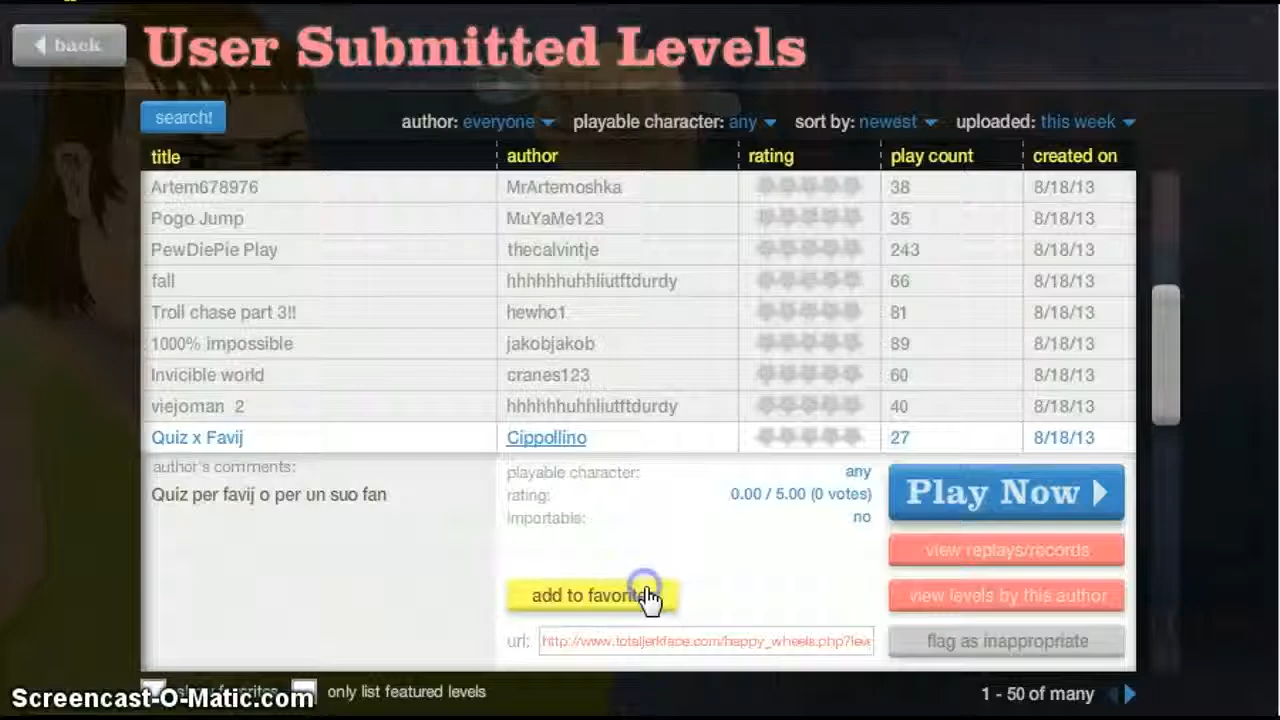 back
User Submitted Levels
search!
author: everyone playable character: any sort by: newest uploaded: this week
title author rating play count created on
Artem678976 MrArtemoshka 38 8/18/13
Pogo Jump MuYaMe123 35 8/18/13
PewDiePie Play thecalvintje 243 8/18/13
fall hhhhhhuhhliutftdurdy 66 8/18/13
Troll chase part 3!! hewho1 81 8/18/13
1000% impossible jakobjakob 89 8/18/13
Invicible world cranes123 60 8/18/13
viejoman 2 hhhhhhuhhliutftdurdy 40 8/18/13
Quiz x Favij Cippollino 27 8/18/13
author's comments:
Quiz per favij o per un suo fan
playable character: any
rating: 0.00 / 5.00 (0 votes)
importable: no
add to
url: http://www.totaljerkface.com/happy_wheels.php?leve
Play Now
view replays/records
view levels by this author
flag as inappropriate
favorites
only list featured levels
1 - 50 of many
Screencast-O-Matic.com